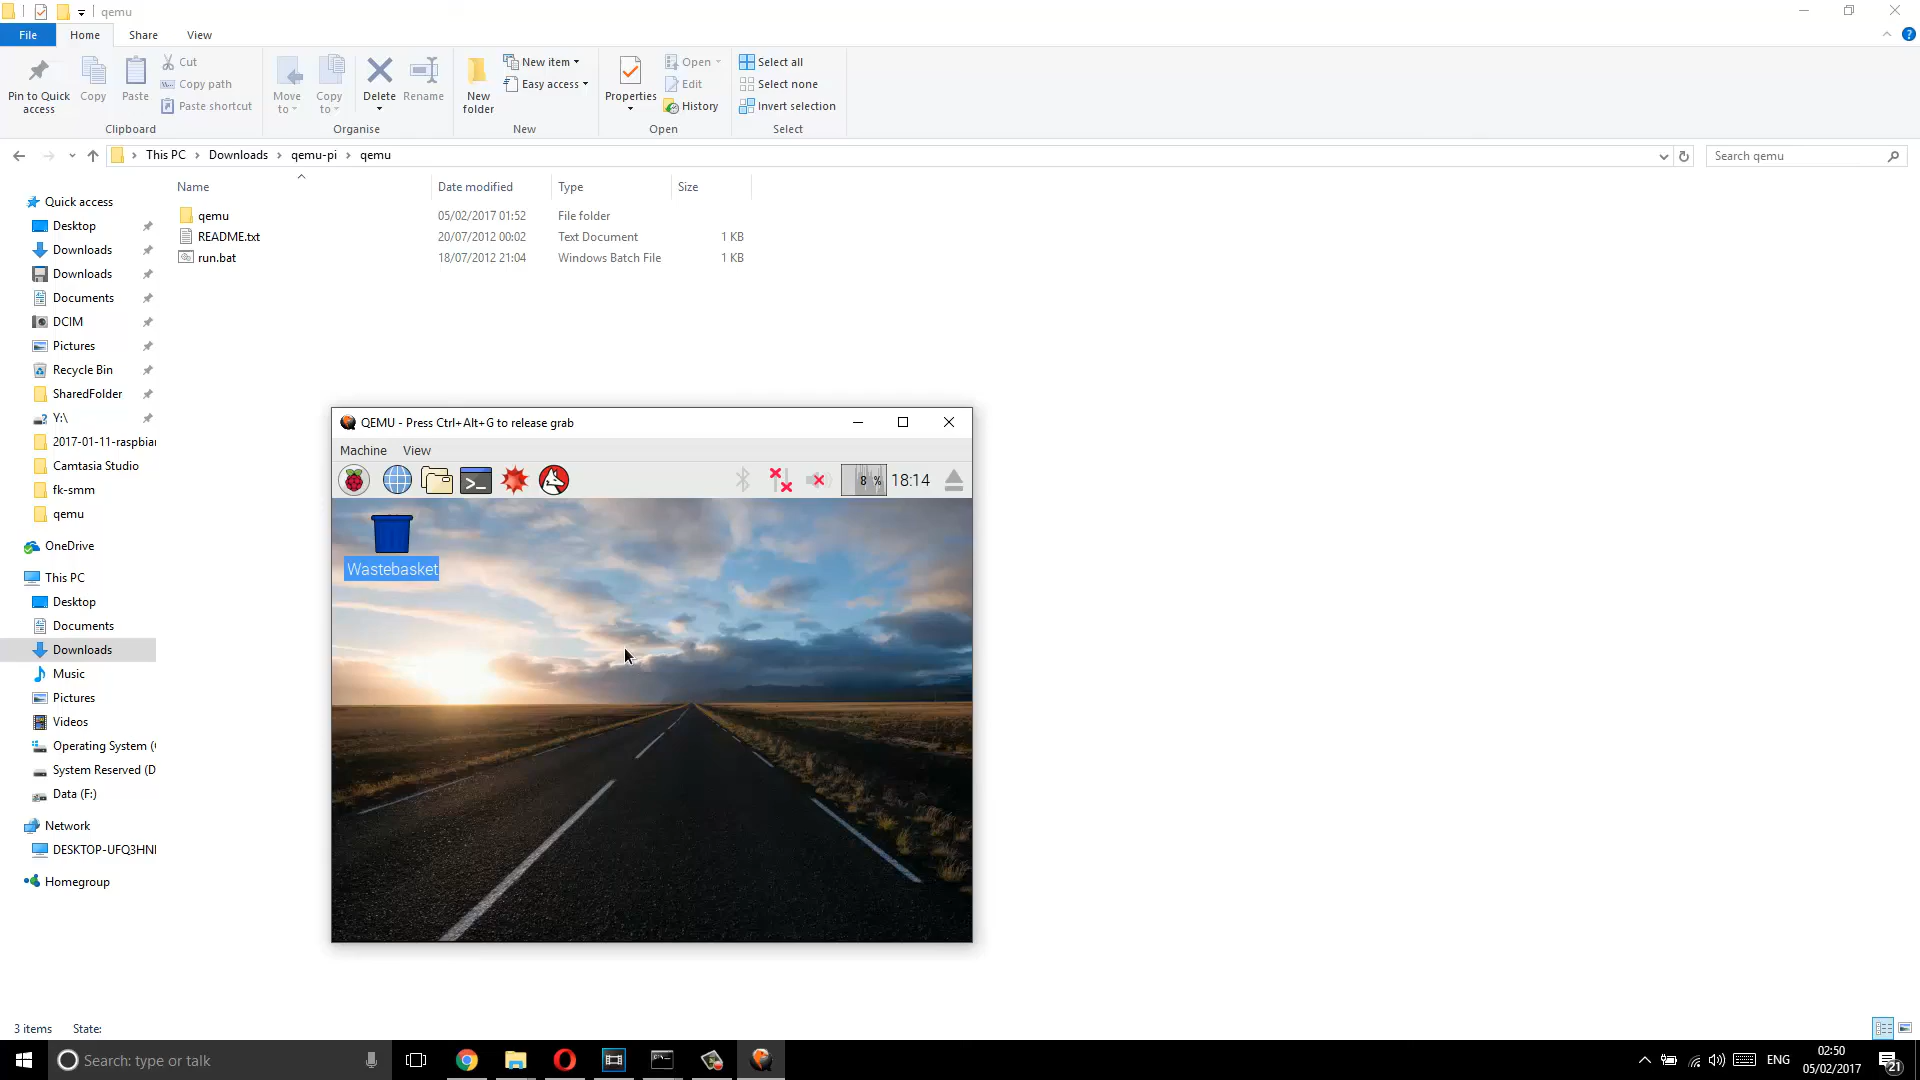 qemu
File Home Share View
Pin to Quick access
Copy
Paste
Cut
Copy path
Paste shortcut
Clipboard
Move to
Copy to
Delete
Rename
Organise
New folder
New item
Easy access
New
Properties
Open
Edit
History
Open
Select all
Select none
Invert selection
Select
This PC > Downloads > qemu-pi > qemu
Search qemu
Name Date modified Type Size
qemu 05/02/2017 01:52 File folder
README.txt 20/07/2012 00:02 Text Document 1 KB
run.bat 18/07/2012 21:04 Windows Batch File 1 KB
Quick access
Desktop
Downloads
Downloads
Documents
DCIM
Pictures
Recycle Bin
SharedFolder
Y:\
2017-01-11-raspbian
Camtasia Studio
fk-smm
qemu
OneDrive
This PC
Desktop
Documents
Downloads
Music
Pictures
Videos
Operating System (
System Reserved (D
Data (F:)
Network
DESKTOP-UFQ3HNI
Homegroup
QEMU - Press Ctrl+Alt+G to release grab
Machine View
8 % 18:14
Wastebasket
3 items State:
Search: type or talk
ENG
02:50
05/02/2017
21